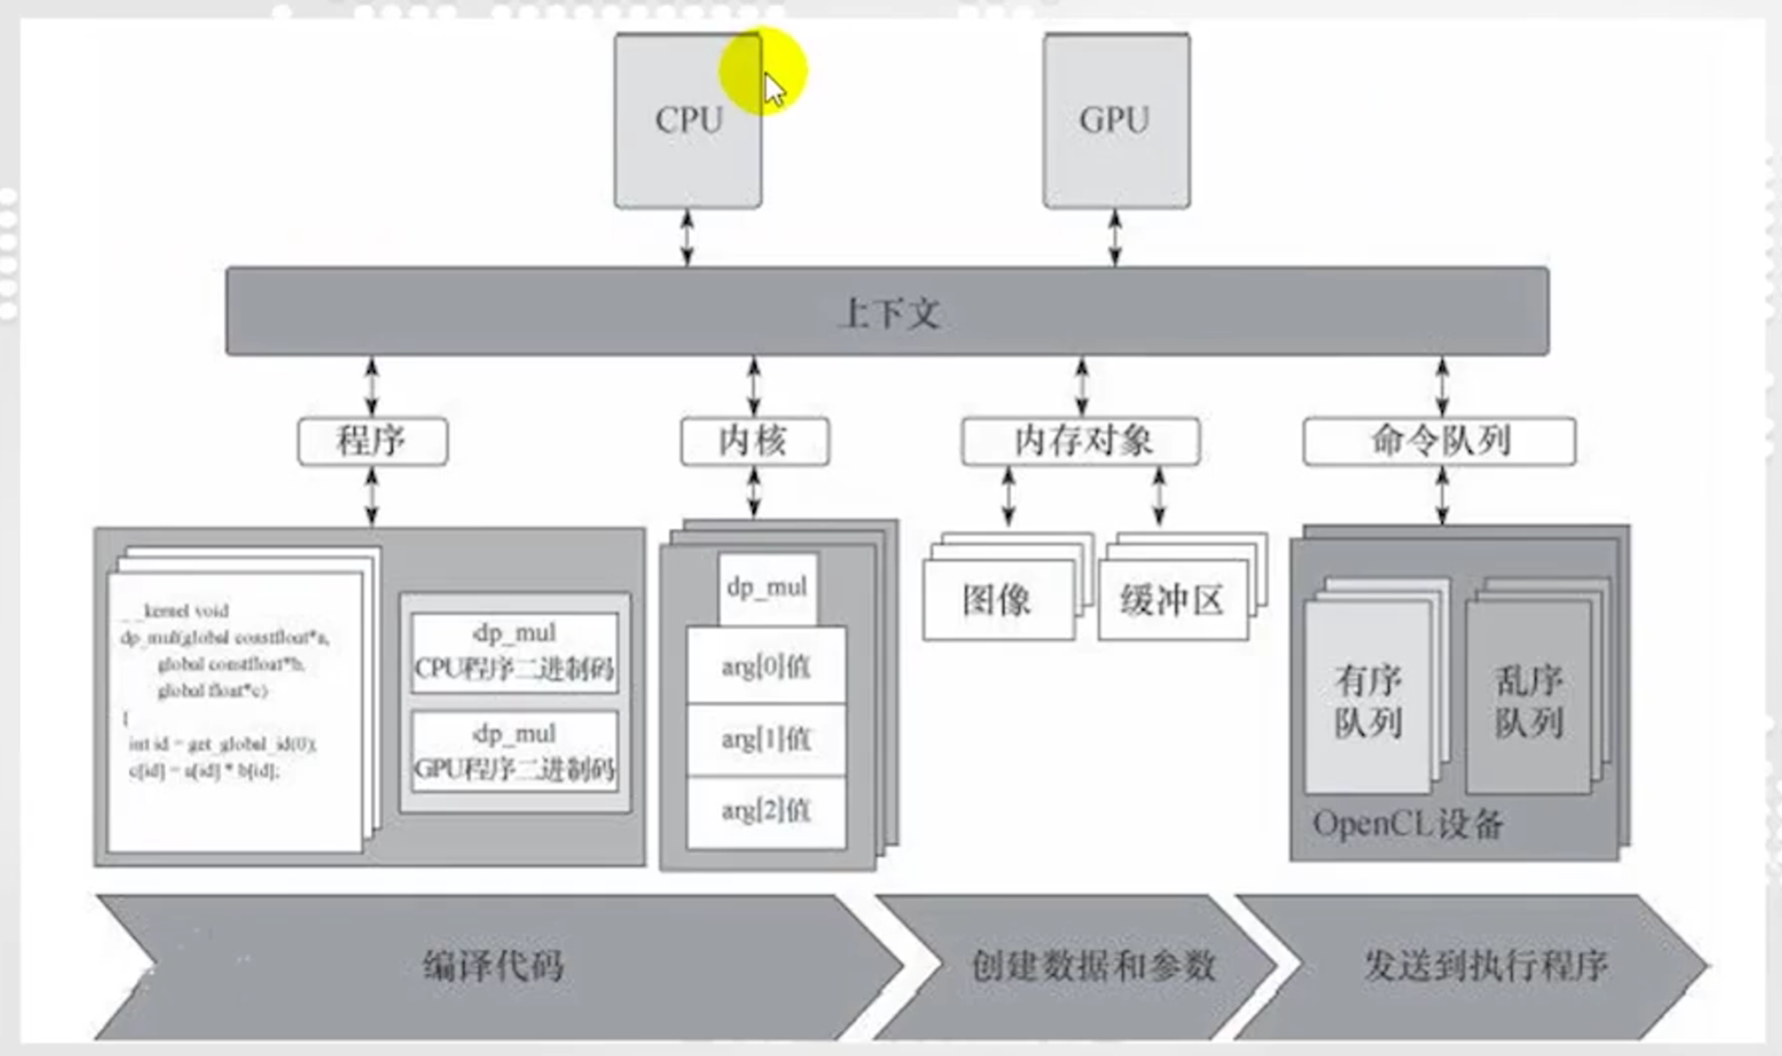 CPU
GPU
上下文
程序
内核
内存对象
命令队列
__kernel void
dp_mul(global constfloat*a,
global constfloat*b,
global float*c)
{
int id = get_global_id(0);
c[id] = a[id] * b[id];
dp_mul
CPU程序二进制码
dp_mul
GPU程序二进制码
dp_mul
arg[0]值
arg[1]值
arg[2]值
图像
缓冲区
有序
队列
乱序
队列
OpenCL设备
编译代码
创建数据和参数
发送到执行程序